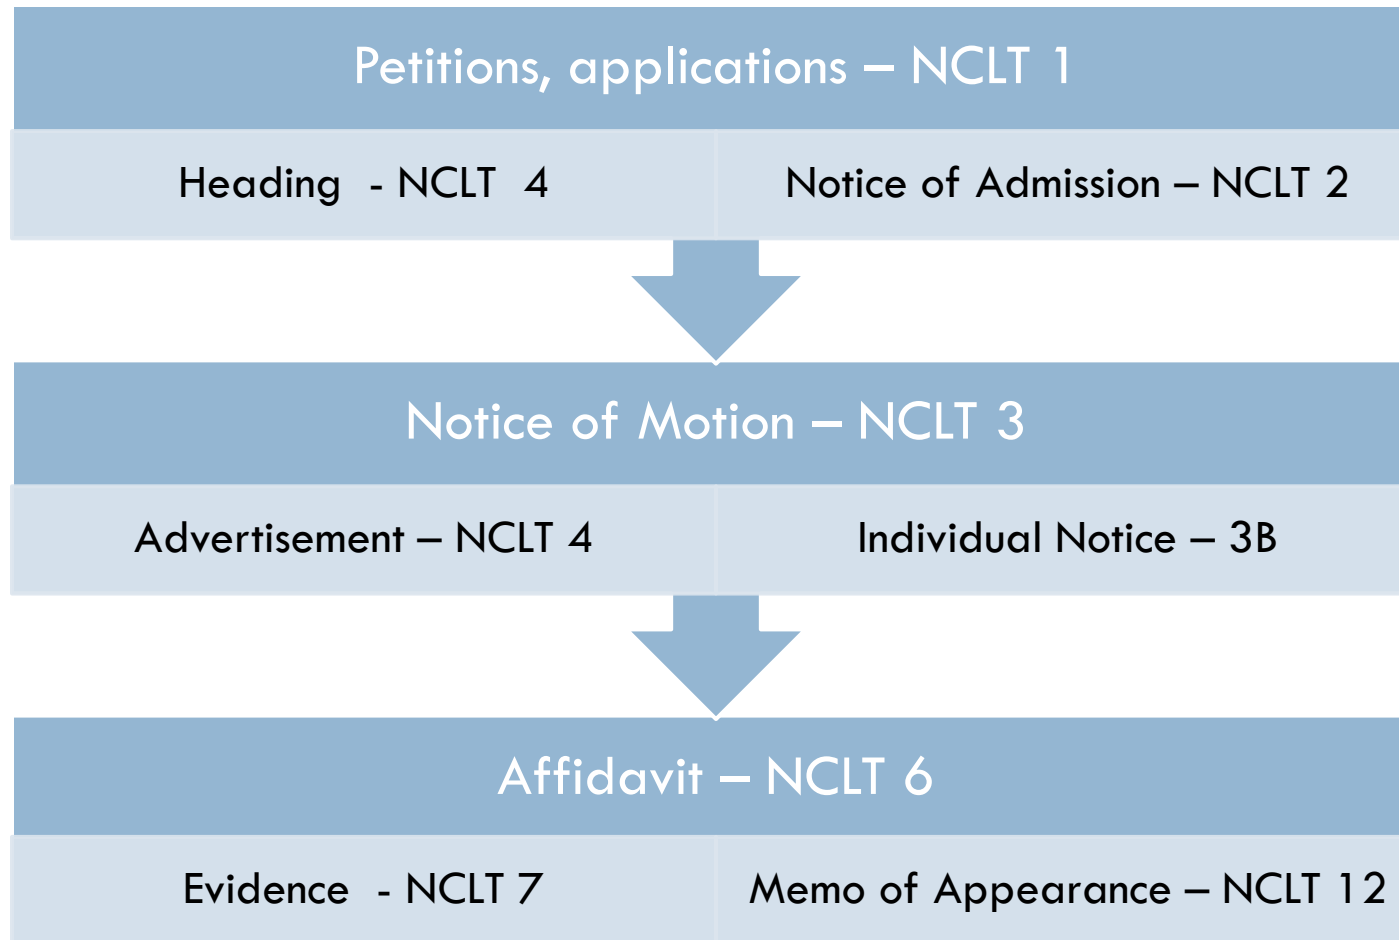 Petitions, applications – NCLT 1
Heading - NCLT 4
Notice of Admission – NCLT 2
Notice of Motion – NCLT 3
Advertisement – NCLT 4
Individual Notice – 3B
Affidavit – NCLT 6
Evidence - NCLT 7
Memo of Appearance – NCLT 12